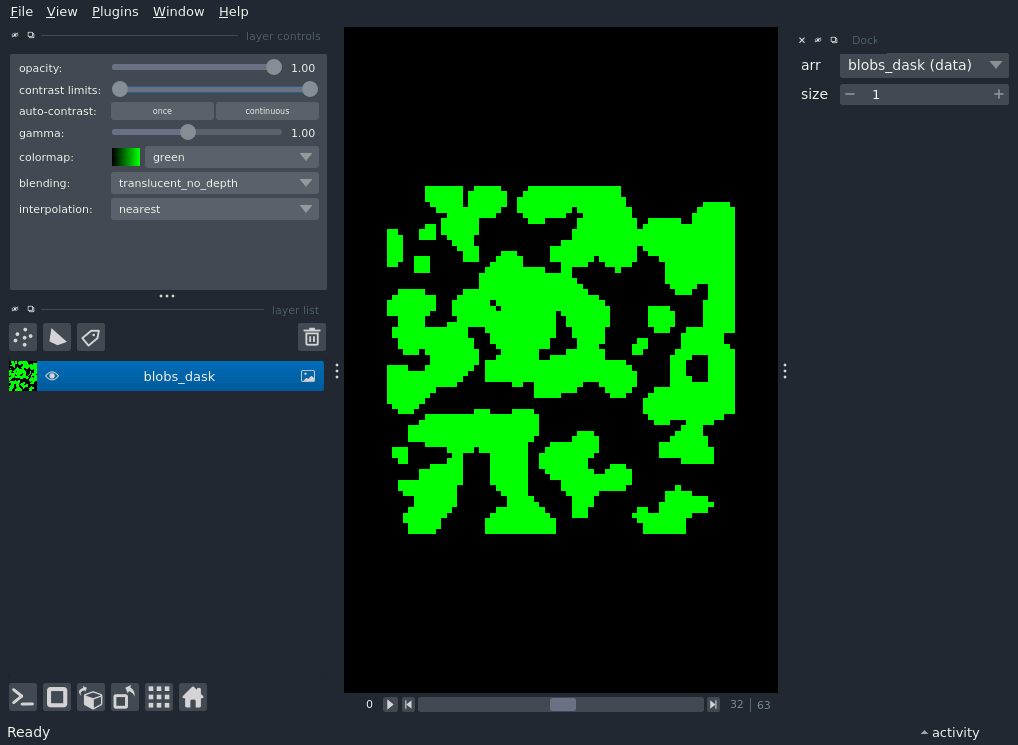 File View Plugins Window Help
layer controls
opacity: 1.00
contrast limits:
auto-contrast: once continuous
gamma: 1.00
colormap: green
blending: translucent_no_depth
interpolation: nearest
layer list
blobs_dask
0 32 63
Ready
Dock
arr blobs_dask (data)
size 1
activity